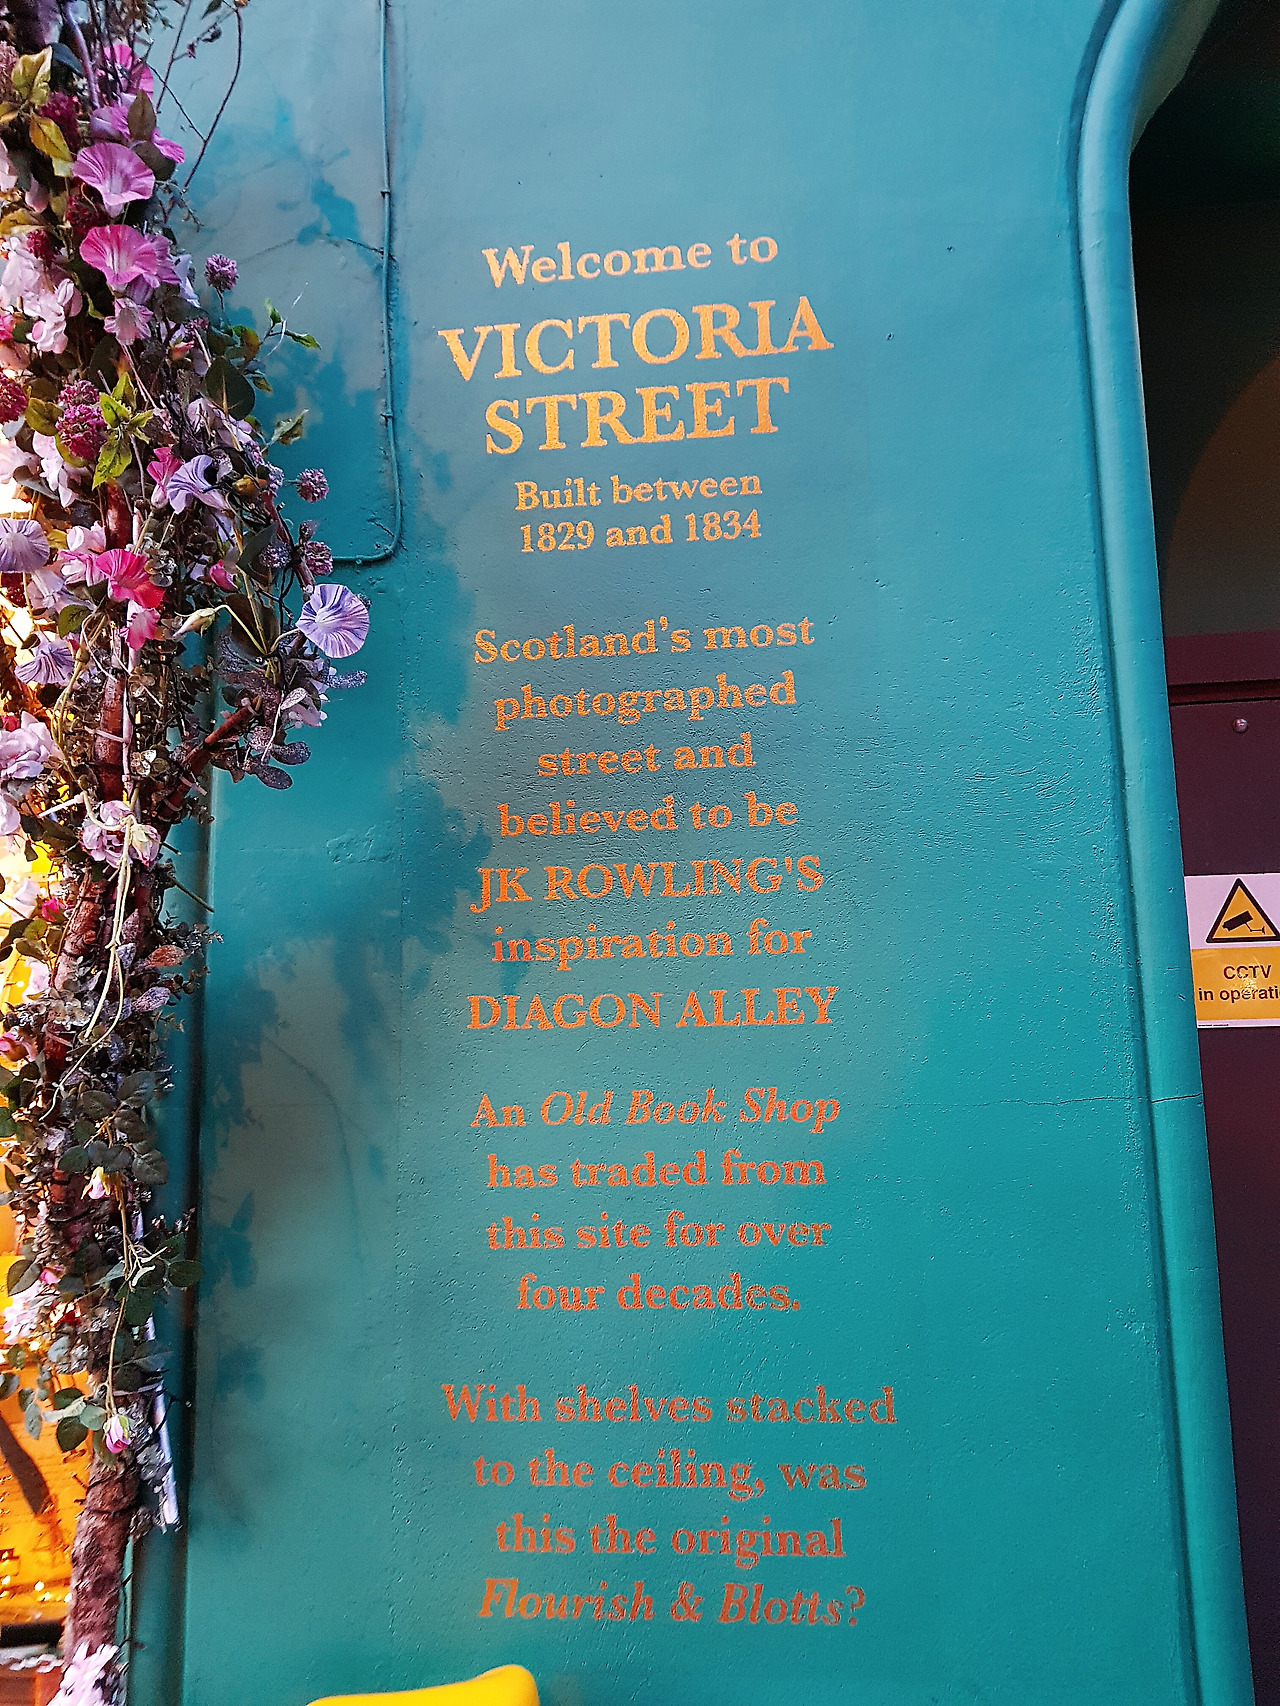 Welcome to
VICTORIA
STREET
Built between
1829 and 1834
Scotland's most
photographed
street and
believed to be
JK ROWLING'S
inspiration for
DIAGON ALLEY
An Old Book Shop
has traded from
this site for over
four decades.
With shelves stacked
to the ceiling, was
this the original
Flourish & Blotts?
CCTV
in operati